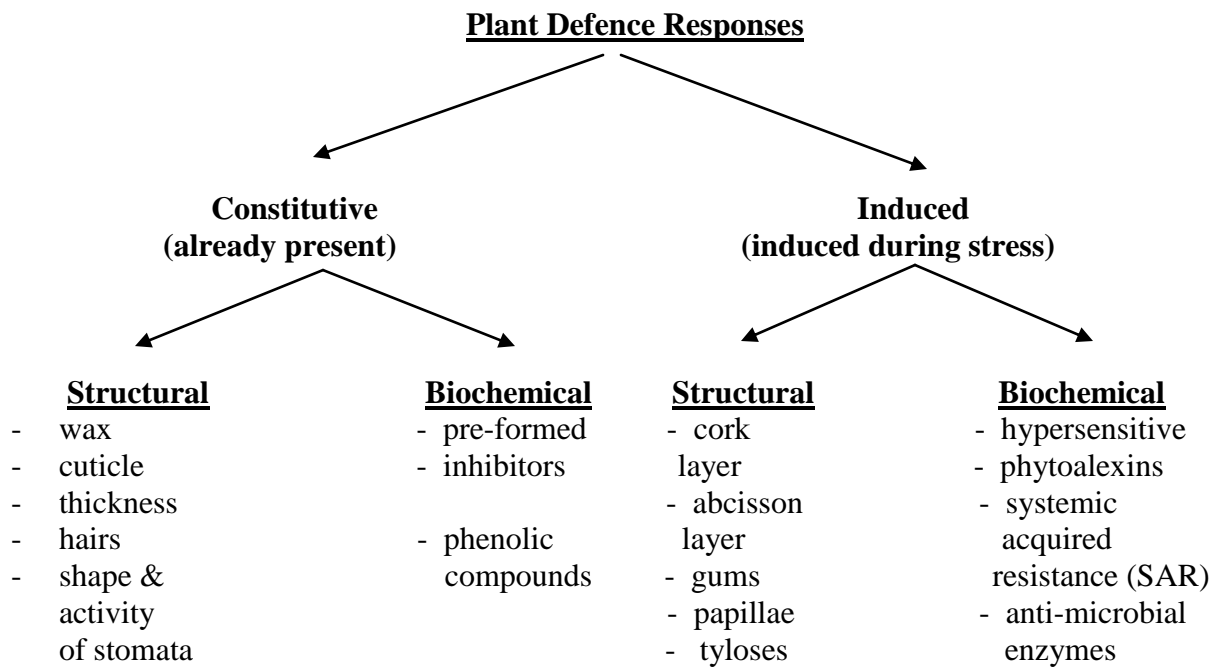 Plant Defence Responses
Constitutive
(already present)
Induced
(induced during stress)
Structural
- wax
- cuticle
- thickness
- hairs
- shape &
activity
of stomata
Biochemical
- pre-formed
- inhibitors
- phenolic
compounds
Structural
- cork
layer
- abcisson
layer
- gums
- papillae
- tyloses
Biochemical
- hypersensitive
- phytoalexins
- systemic
acquired
resistance (SAR)
- anti-microbial
enzymes